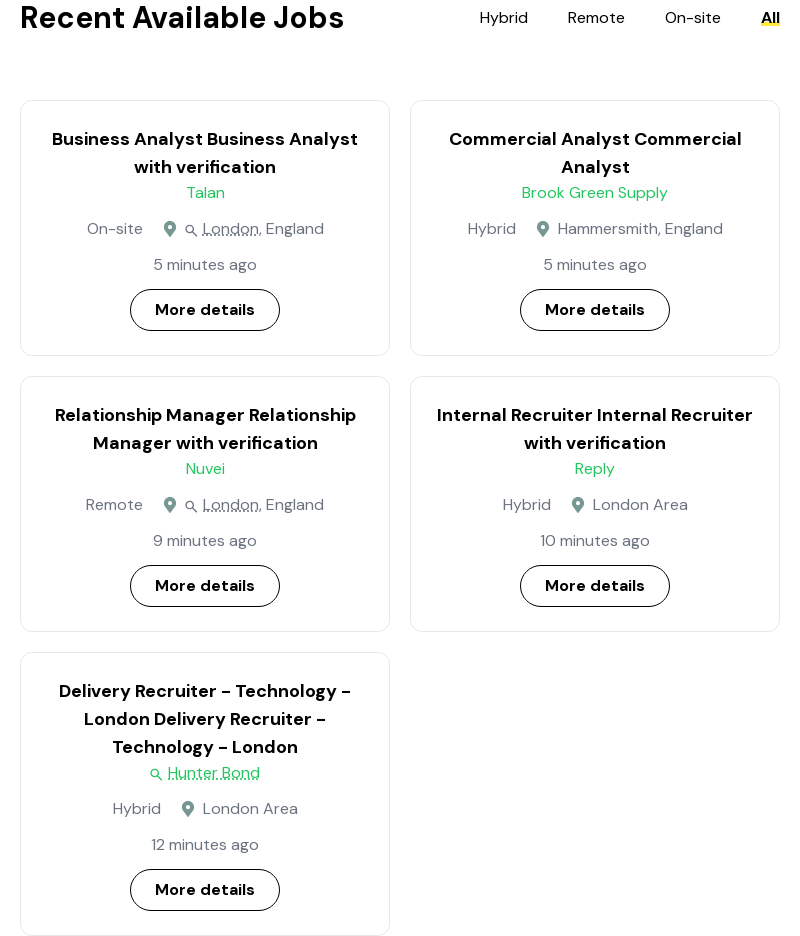 Recent Available Jobs
Hybrid Remote On-site All
Business Analyst Business Analyst
with verification
Talan
On-site London, England
5 minutes ago
More details
Commercial Analyst Commercial
Analyst
Brook Green Supply
Hybrid Hammersmith, England
5 minutes ago
More details
Relationship Manager Relationship
Manager with verification
Nuvei
Remote London, England
9 minutes ago
More details
Internal Recruiter Internal Recruiter
with verification
Reply
Hybrid London Area
10 minutes ago
More details
Delivery Recruiter - Technology -
London Delivery Recruiter -
Technology - London
Hunter Bond
Hybrid London Area
12 minutes ago
More details